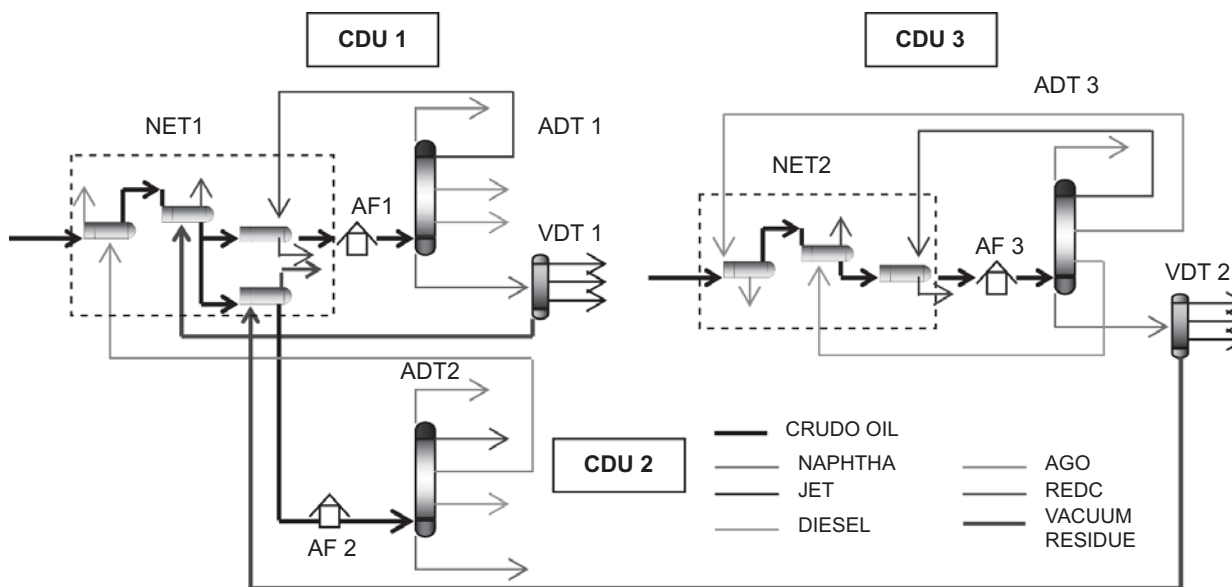 CDU 1
CDU 3
ADT 3
NET1
ADT 1
NET2
AF1
VDT 1
AF 3
VDT 2
ADT2
CDU 2
CRUDO OIL
NAPHTHA
AGO
JET
REDC
DIESEL
VACUUM
RESIDUE
AF 2